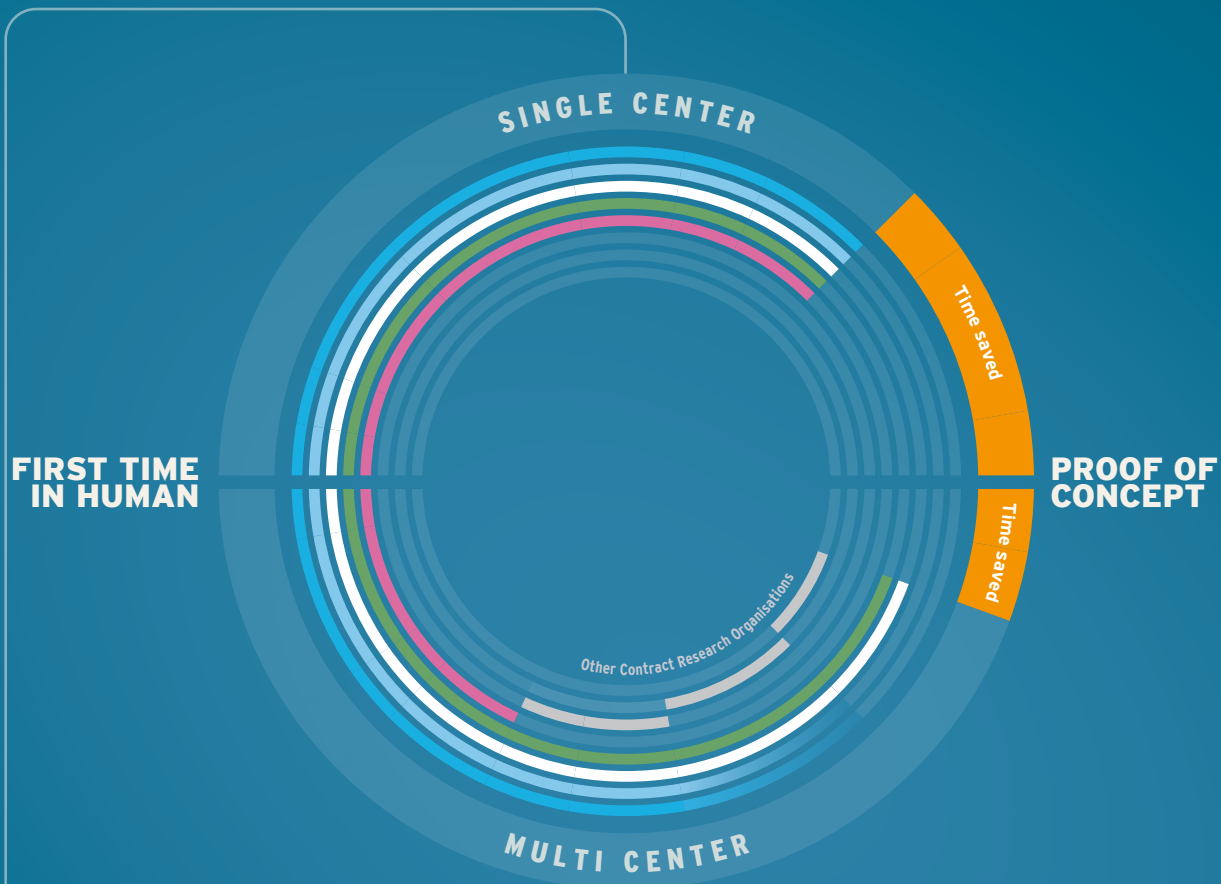 SINGLE CENTER
Time saved
FIRST TIME
IN HUMAN
PROOF OF
CONCEPT
Time saved
Other Contract Research Organisations
MULTI CENTER